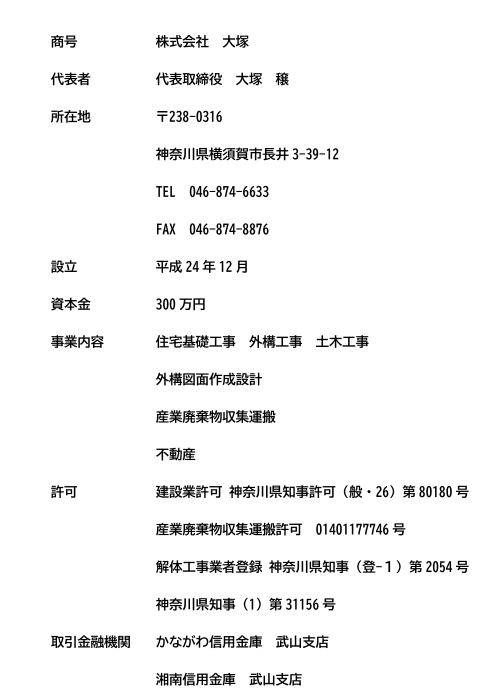 商号　株式会社　大塚
代表者　代表取締役　大塚　穣
所在地　〒238-0316
神奈川県横須賀市長井 3-39-12
TEL　046-874-6633
FAX　046-874-8876
設立　平成 24 年 12 月
資本金　300 万円
事業内容　住宅基礎工事　外構工事　土木工事
外構図面作成設計
産業廃棄物収集運搬
不動産
許可　建設業許可 神奈川県知事許可（般・26）第 80180 号
産業廃棄物収集運搬許可　01401177746 号
解体工事業者登録 神奈川県知事（登-１）第 2054 号
神奈川県知事（1）第 31156 号
取引金融機関　かながわ信用金庫　武山支店
湘南信用金庫　武山支店